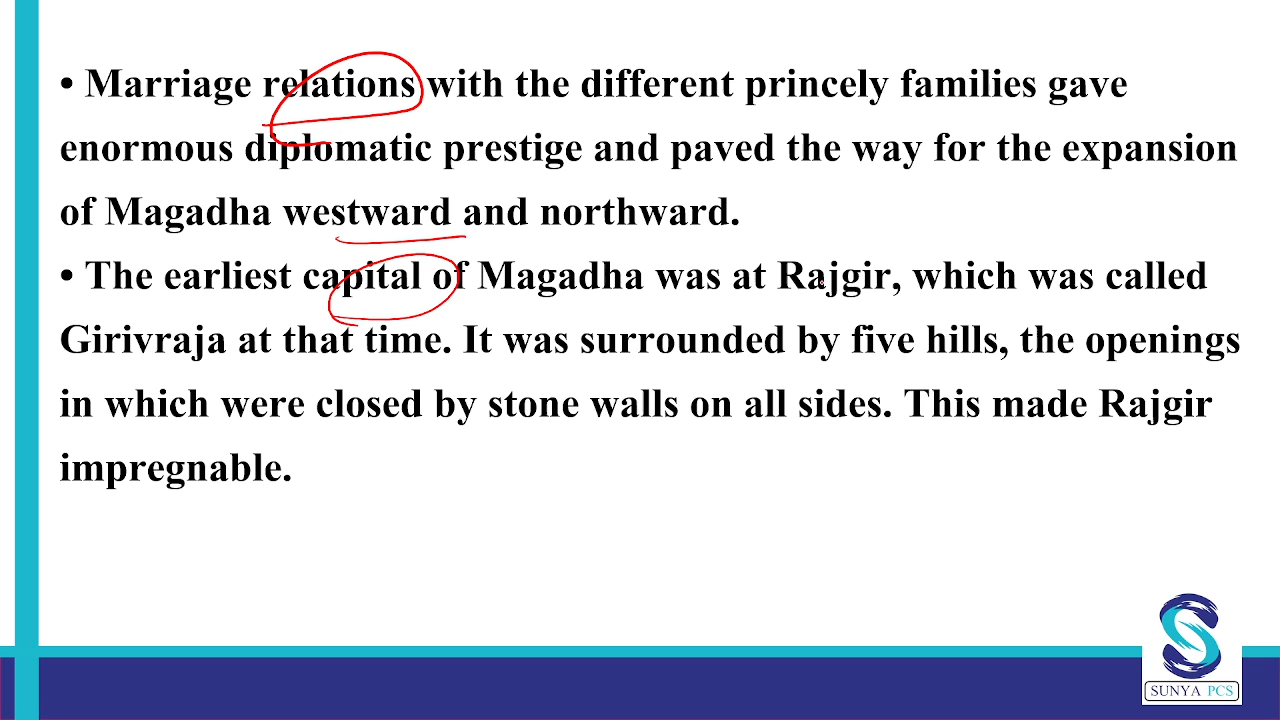 • Marriage relations with the different princely families gave
enormous diplomatic prestige and paved the way for the expansion
of Magadha westward and northward.
• The earliest capital of Magadha was at Rajgir, which was called
Girivraja at that time. It was surrounded by five hills, the openings
in which were closed by stone walls on all sides. This made Rajgir
impregnable.
SUNYA PCS